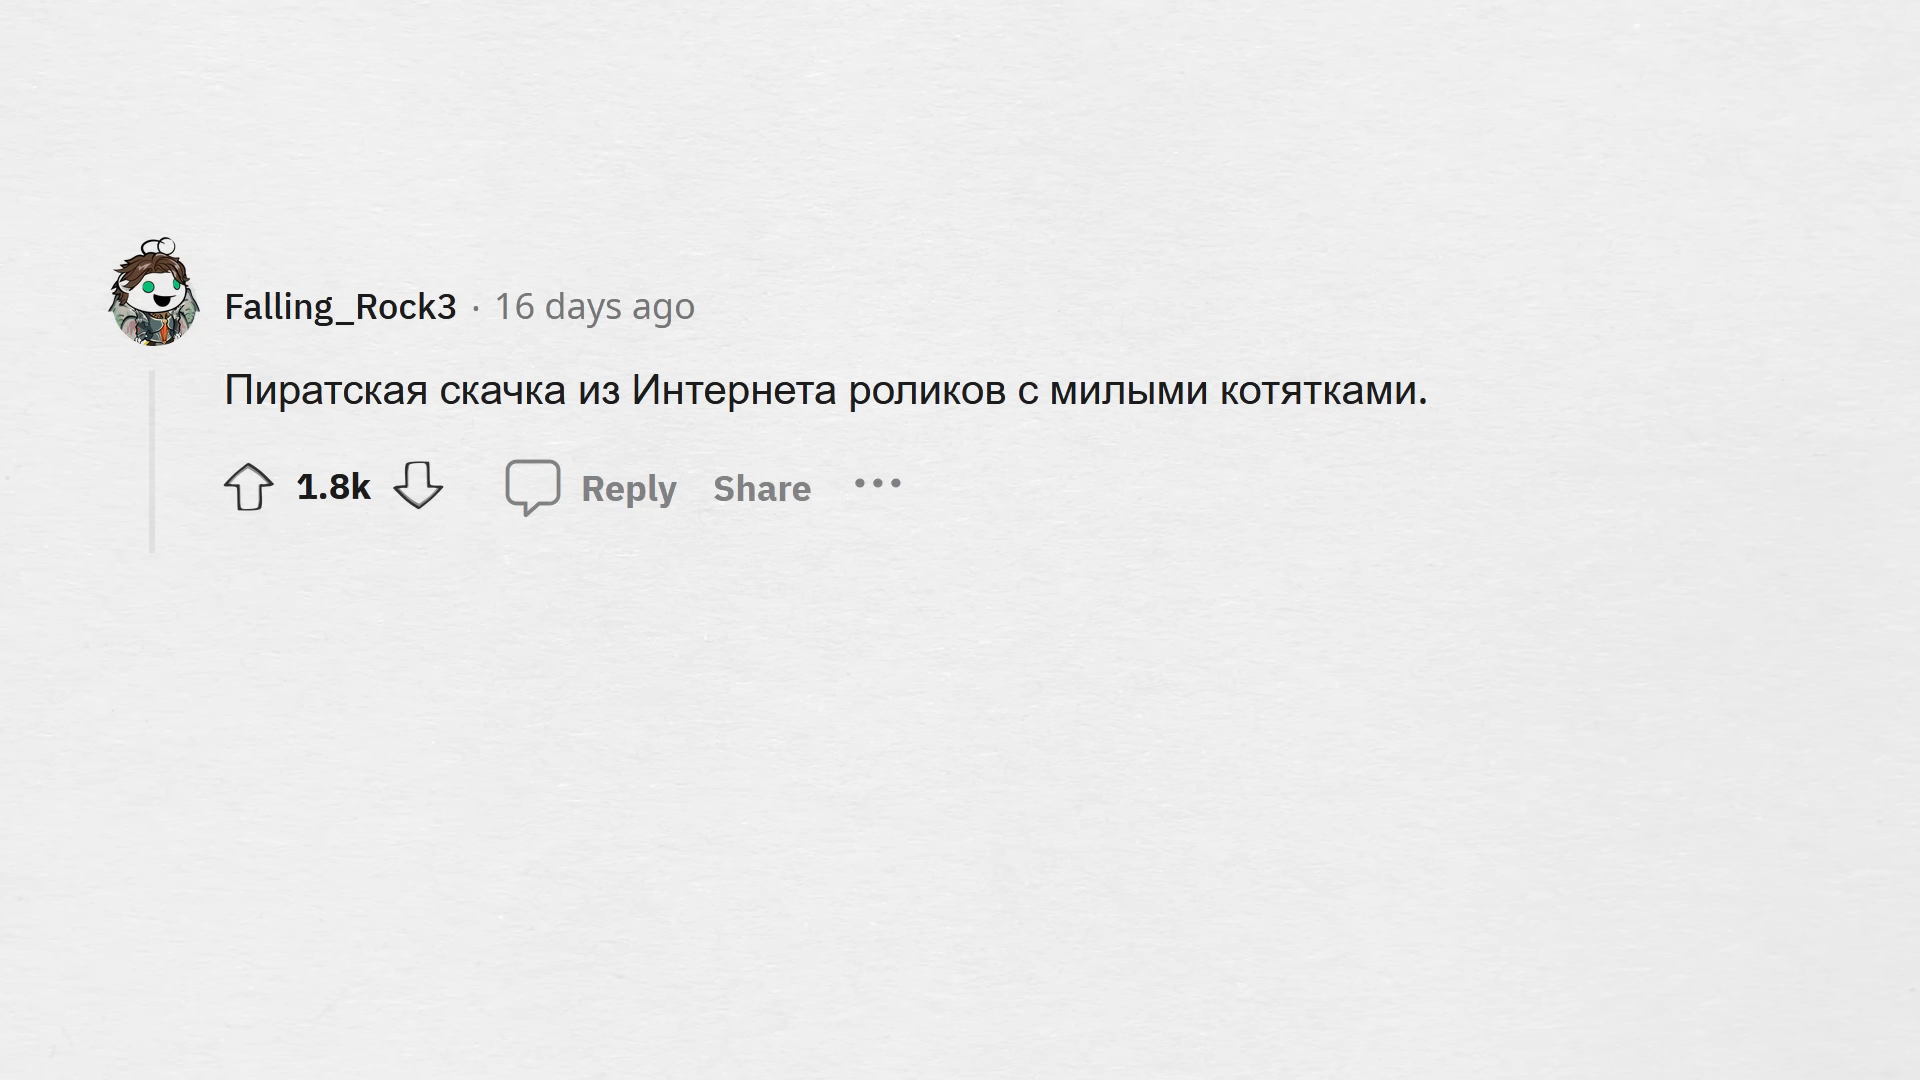 Falling_Rock3 · 16 days ago
Пиратская скачка из Интернета роликов с милыми котятками.
1.8k Reply Share ...